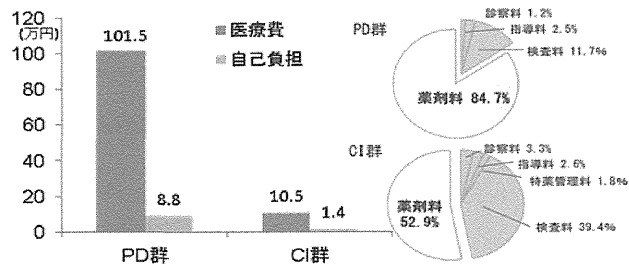 120
(万円)
100
80
60
40
20
0
101.5
8.8
10.5
1.4
PD群
CI群
医療費
自己負担
PD群
診察料 1.2%
指導料 2.5%
検査料 11.7%
薬剤料 84.7%
CI群
診察料 3.3%
指導料 2.6%
特薬管理料 1.8%
検査料 39.4%
薬剤料
52.9%